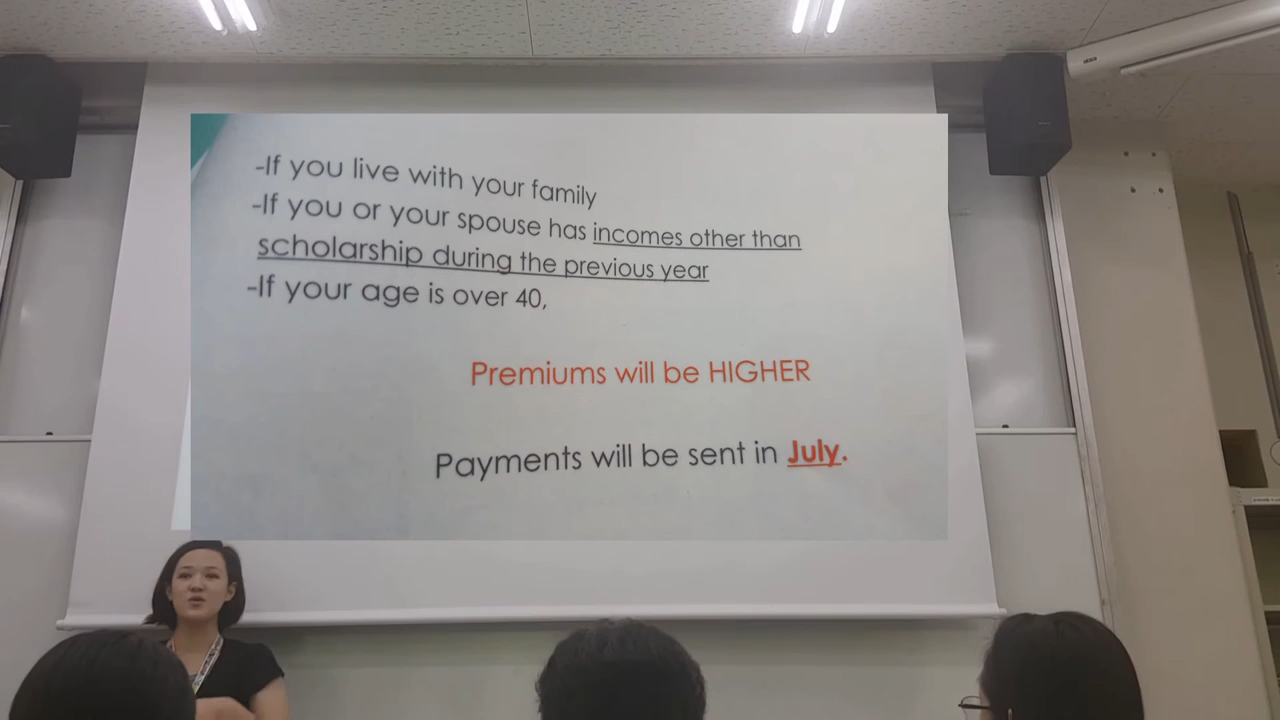 -If you live with your family
-If you or your spouse has incomes other than
scholarship during the previous year
-If your age is over 40,
Premiums will be HIGHER
Payments will be sent in July.